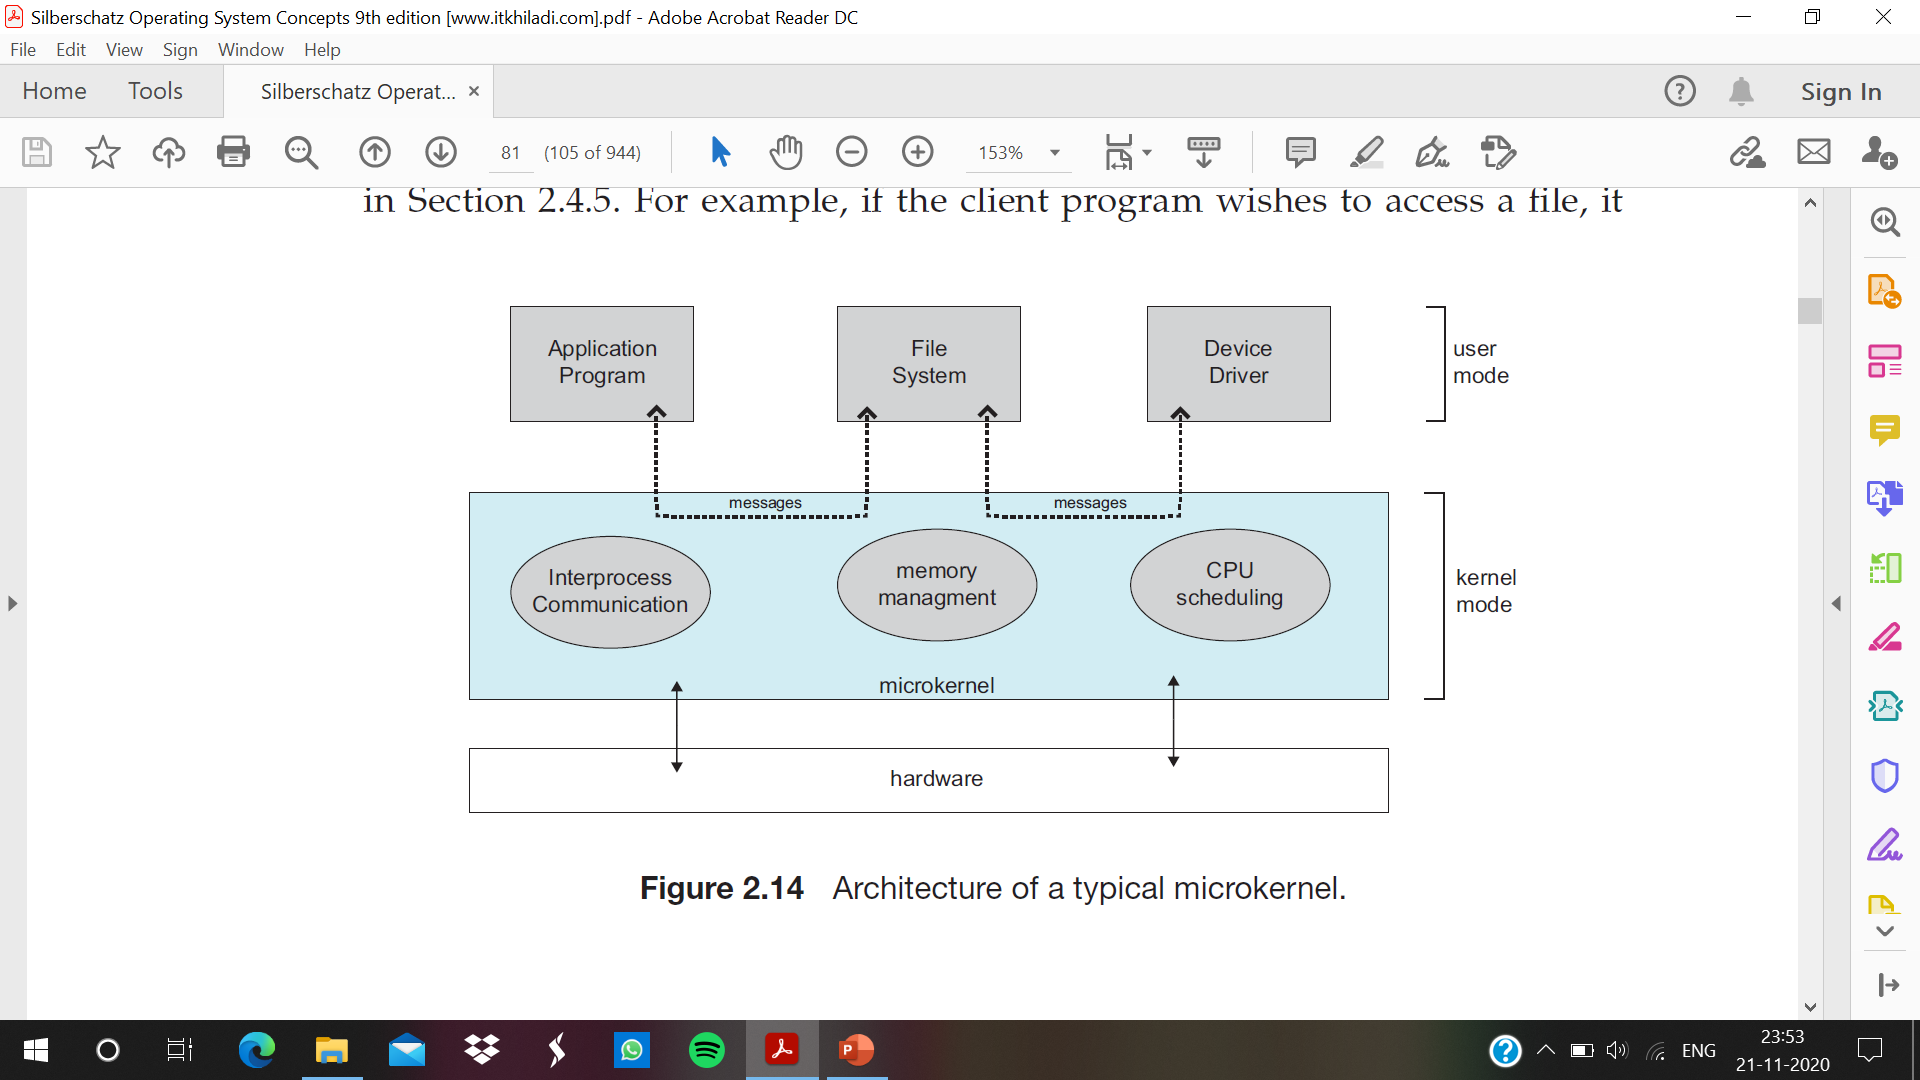 Silberschatz Operating System Concepts 9th edition [www.itkhiladi.com].pdf - Adobe Acrobat Reader DC
File Edit View Sign Window Help
Home Tools Silberschatz Operat... × Sign In
81 (105 of 944) 153%
in Section 2.4.5. For example, if the client program wishes to access a file, it
Application
Program
File
System
Device
Driver
user
mode
messages
messages
Interprocess
Communication
memory
managment
CPU
scheduling
kernel
mode
microkernel
hardware
Figure 2.14 Architecture of a typical microkernel.
ENG
23:53
21-11-2020